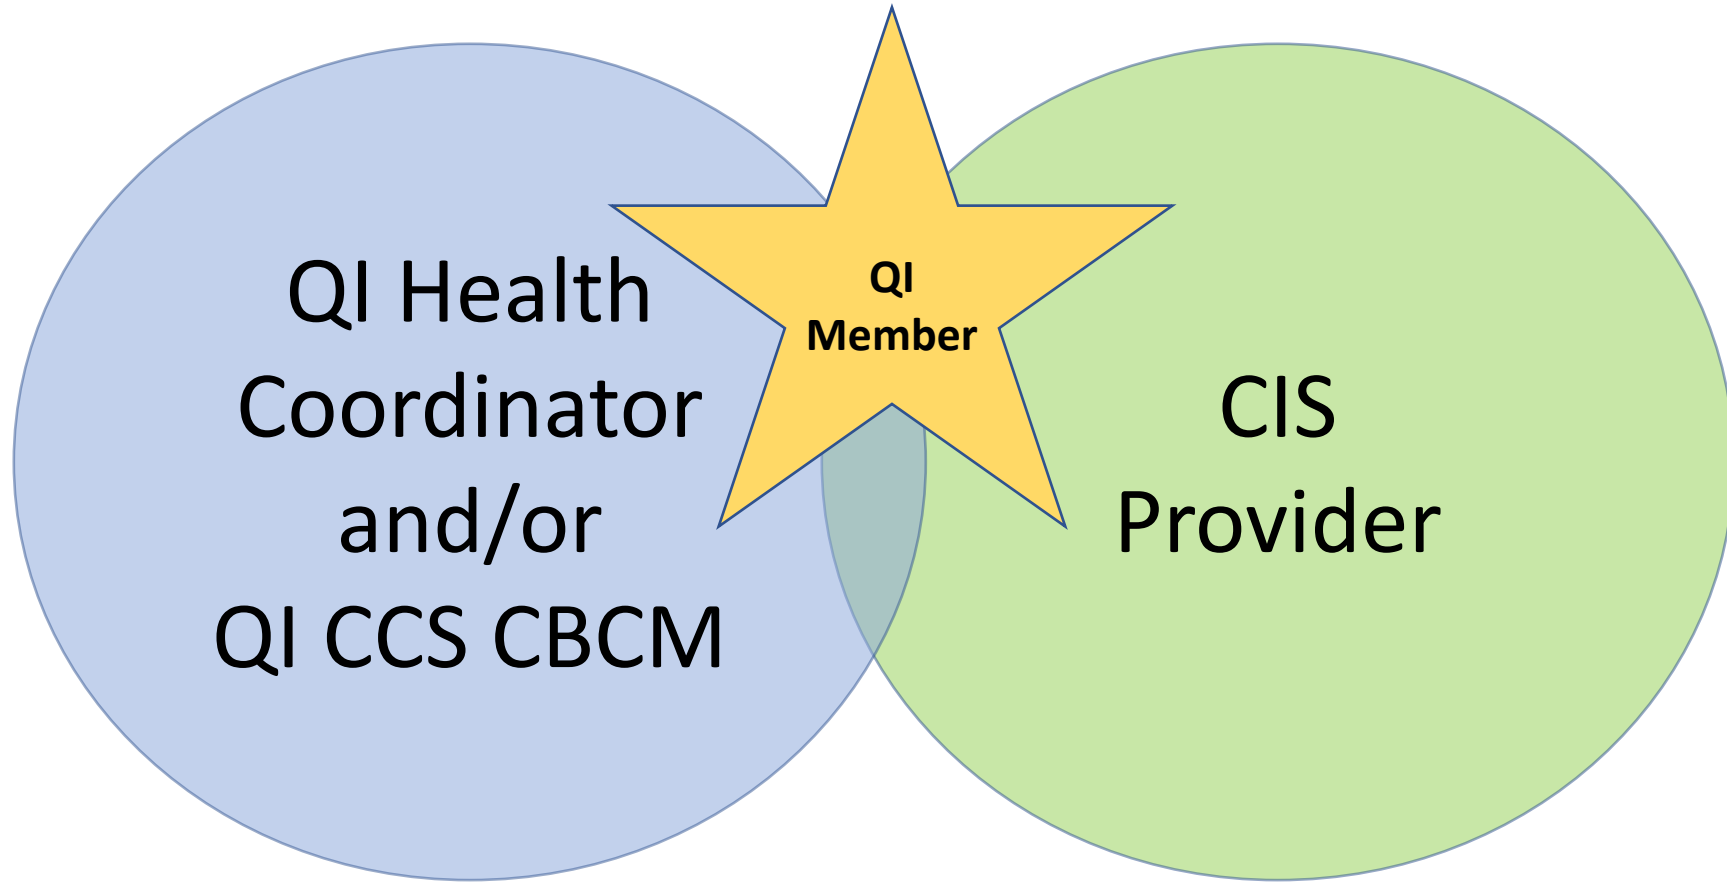 QI Health
Coordinator
and/or
QI CCS CBCM
QI
Member
CIS
Provider